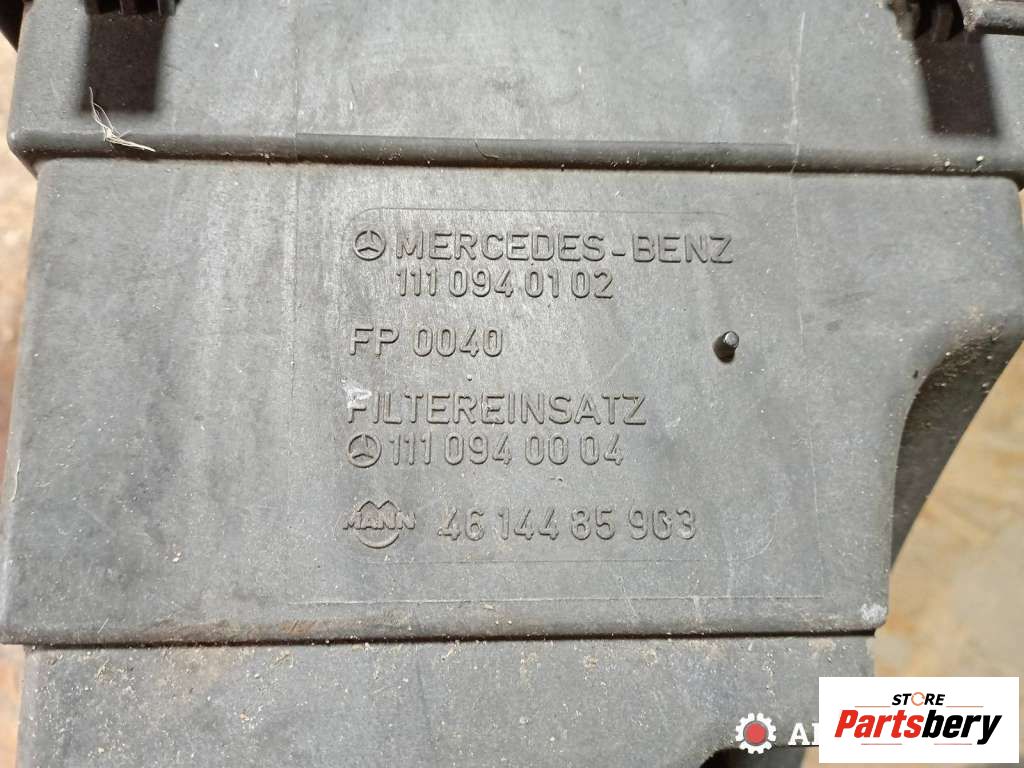 MERCEDES-BENZ
111 094 01 02
FP 0040
FILTEREINSATZ
111 094 00 04
MANN 46 144 85 903
STORE
Partsbery